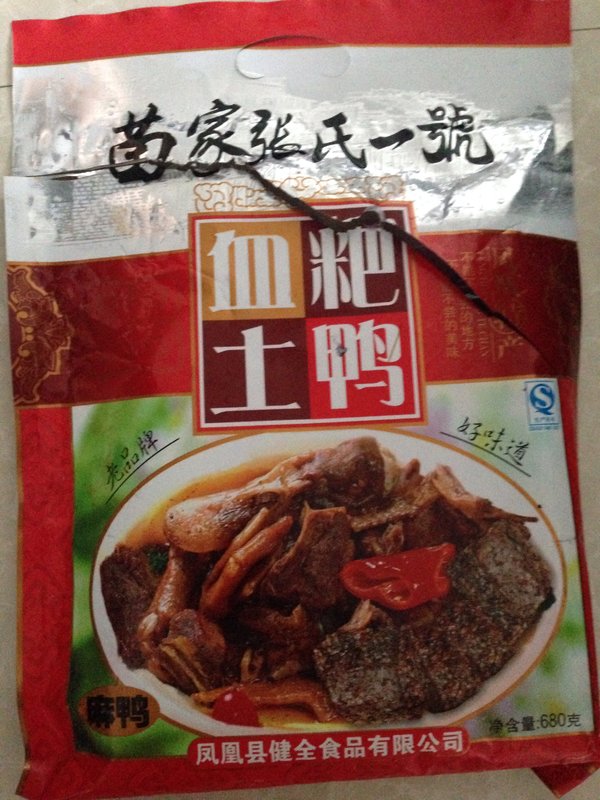 苗家张氏一號
血粑
土鸭
老品牌
好味道
麻鸭
净含量:680克
凤凰县健全食品有限公司